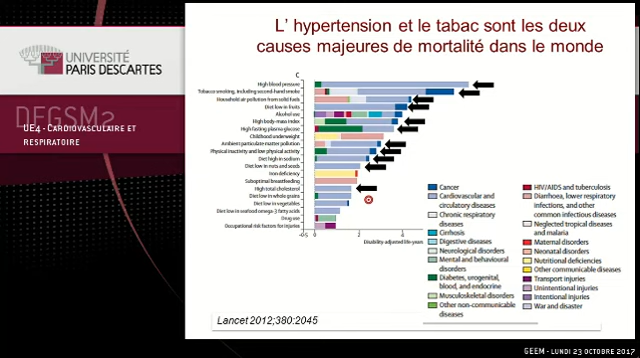 L' hypertension et le tabac sont les deux
causes majeures de mortalité dans le monde
UNIVERSITÉ
PARIS DESCARTES
DFGSM2
UE4 - CARDIOVASCULAIRE ET
RESPIRATOIRE
C
High blood pressure
Tobacco smoking, including second-hand smoke
Household air pollution from solid fuels
Diet low in fruits
Alcohol use
High body-mass index
High fasting plasma glucose
Childhood underweight
Ambient particulate matter pollution
Physical inactivity and low physical activity
Diet high in sodium
Diet low in nuts and seeds
Iron deficiency
Suboptimal breastfeeding
High total cholesterol
Diet low in whole grains
Diet low in vegetables
Diet low in seafood omega-3 fatty acids
Drug use
Occupational risk factors for injuries
-0·5 0 2 4
Disability-adjusted life-years
Cancer
Cardiovascular and
circulatory diseases
Chronic respiratory
diseases
Cirrhosis
Digestive diseases
Neurological disorders
Mental and behavioural
disorders
Diabetes, urogenital,
blood, and endocrine
Musculoskeletal disorders
Other non-communicable
diseases
HIV/AIDS and tuberculosis
Diarrhoea, lower respiratory
infections, and other
common infectious diseases
Neglected tropical diseases
and malaria
Maternal disorders
Neonatal disorders
Nutritional deficiencies
Other communicable diseases
Transport injuries
Unintentional injuries
Intentional injuries
War and disaster
Lancet 2012;380:2045
GEEM - LUNDI 23 OCTOBRE 2017